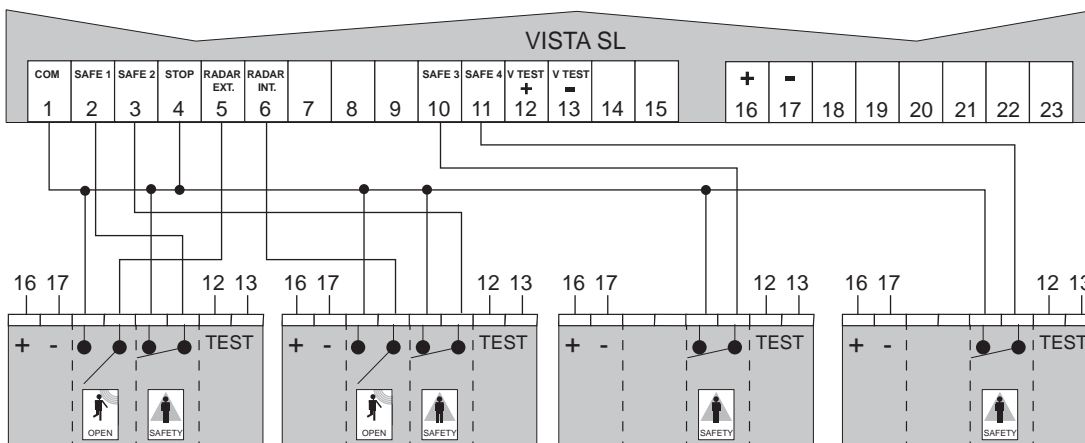 VISTA SL
COM SAFE 1 SAFE 2 STOP RADAR EXT. RADAR INT. SAFE 3 SAFE 4 V TEST + V TEST - + -
1 2 3 4 5 6 7 8 9 10 11 12 13 14 15 16 17 18 19 20 21 22 23
16 17 12 13 16 17 12 13 16 17 12 13 16 17 12 13
+ - TEST + - TEST + - TEST + - TEST
OPEN SAFETY OPEN SAFETY SAFETY SAFETY